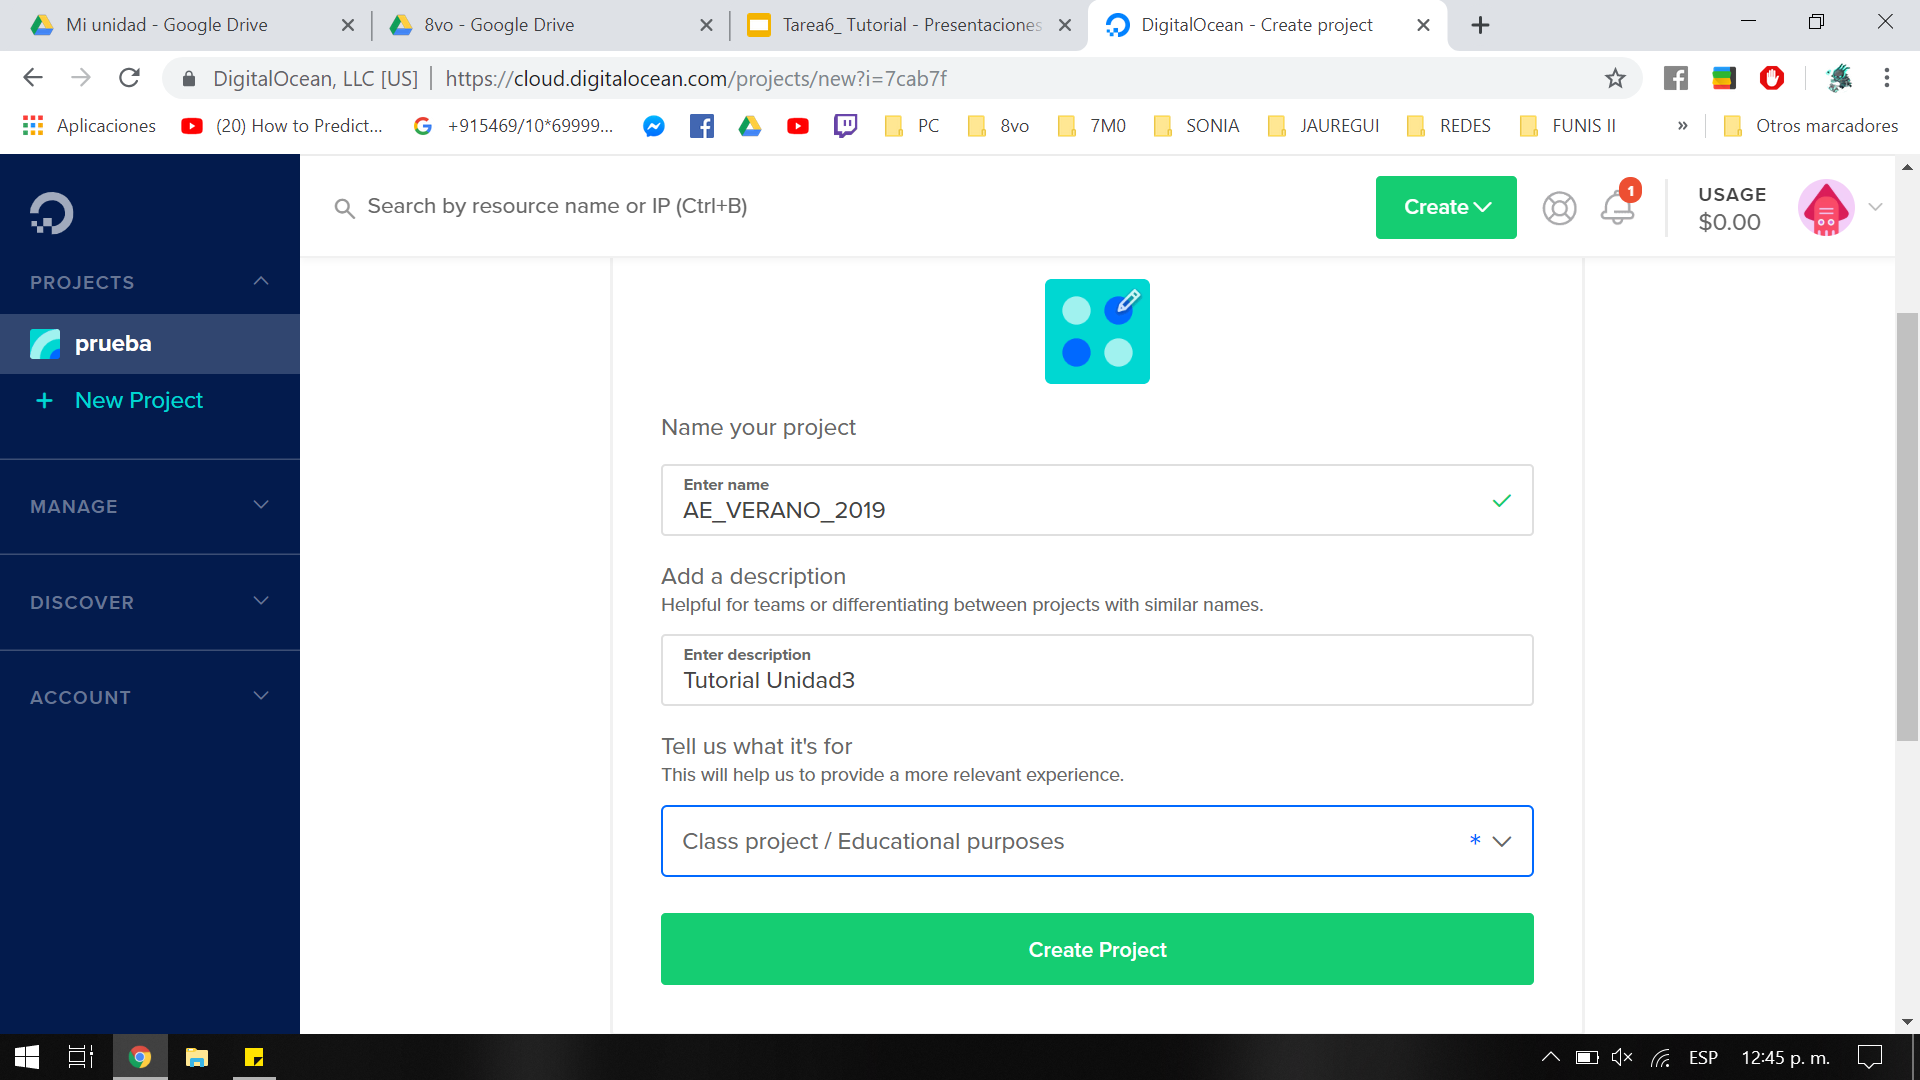 Mi unidad - Google Drive
8vo - Google Drive
Tarea6_ Tutorial - Presentaciones
DigitalOcean - Create project
DigitalOcean, LLC [US]
https://cloud.digitalocean.com/projects/new?i=7cab7f
Aplicaciones
(20) How to Predict...
+915469/10*69999...
PC
8vo
7M0
SONIA
JAUREGUI
REDES
FUNIS II
»
Otros marcadores
Search by resource name or IP (Ctrl+B)
Create
1
USAGE
$0.00
PROJECTS
prueba
+ New Project
MANAGE
DISCOVER
ACCOUNT
Name your project
Enter name
AE_VERANO_2019
Add a description
Helpful for teams or differentiating between projects with similar names.
Enter description
Tutorial Unidad3
Tell us what it's for
This will help us to provide a more relevant experience.
Class project / Educational purposes *
Create Project
ESP
12:45 p. m.